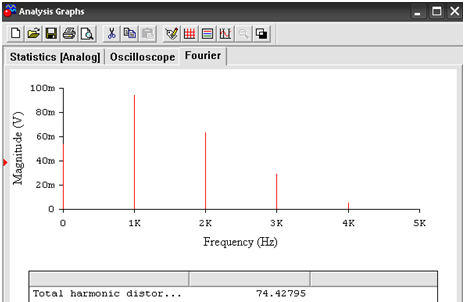 Analysis Graphs
Statistics [Analog] Oscilloscope Fourier
Magnitude (V)
100m
80m
60m
40m
20m
0
0 1K 2K 3K 4K 5K
Frequency (Hz)
Total harmonic distor... 74.42795